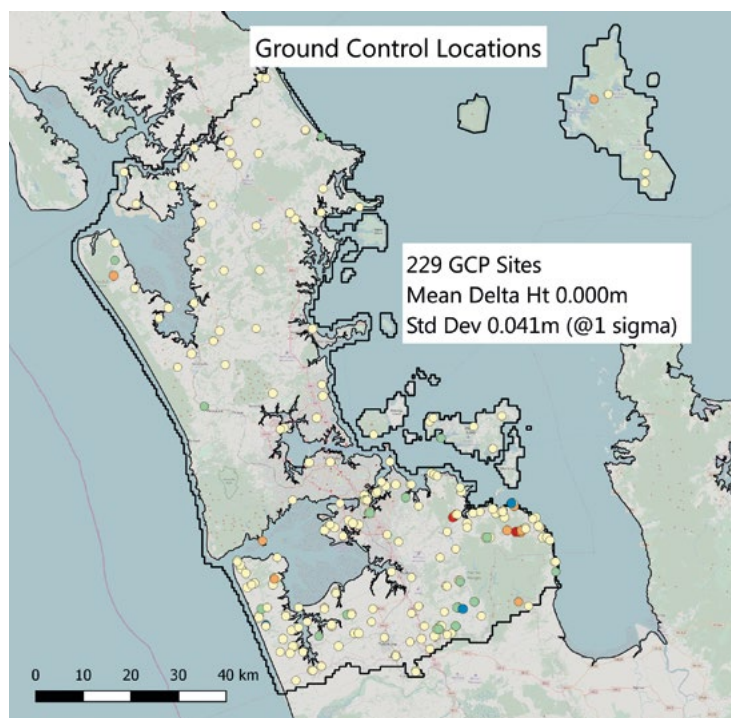 Ground Control Locations
229 GCP Sites
Mean Delta Ht 0.000m
Std Dev 0.041m (@1 sigma)
0 10 20 30 40 km